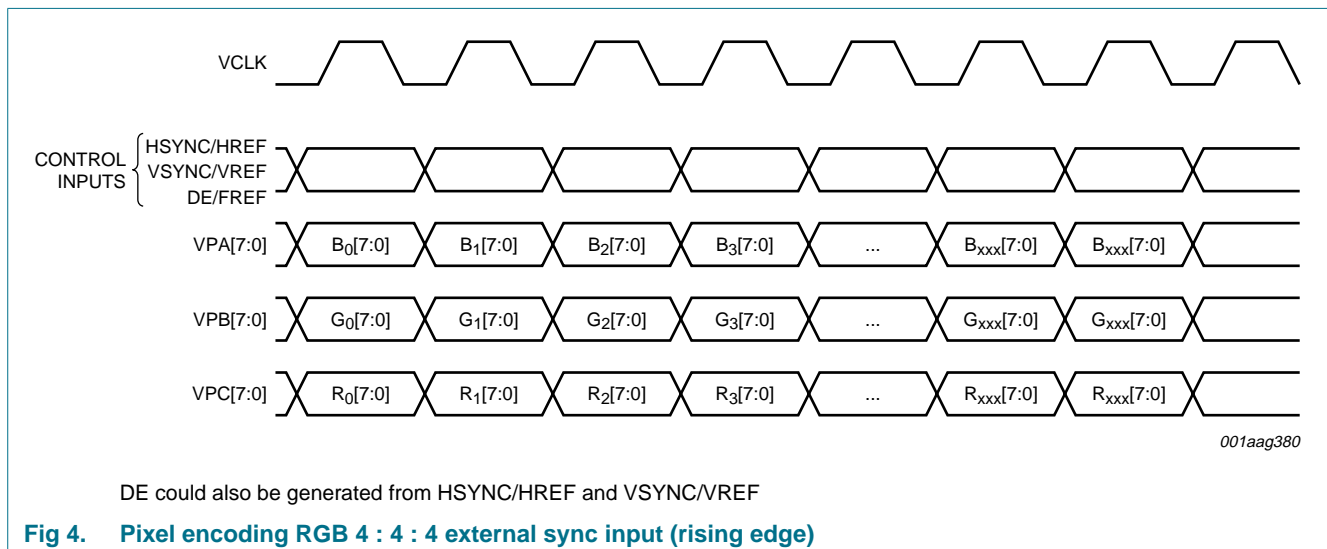 VCLK
CONTROL INPUTS
HSYNC/HREF
VSYNC/VREF
DE/FREF
VPA[7:0] B0[7:0] B1[7:0] B2[7:0] B3[7:0] ... Bxxx[7:0] Bxxx[7:0]
VPB[7:0] G0[7:0] G1[7:0] G2[7:0] G3[7:0] ... Gxxx[7:0] Gxxx[7:0]
VPC[7:0] R0[7:0] R1[7:0] R2[7:0] R3[7:0] ... Rxxx[7:0] Rxxx[7:0]
001aag380
DE could also be generated from HSYNC/HREF and VSYNC/VREF
Fig 4. Pixel encoding RGB 4 : 4 : 4 external sync input (rising edge)